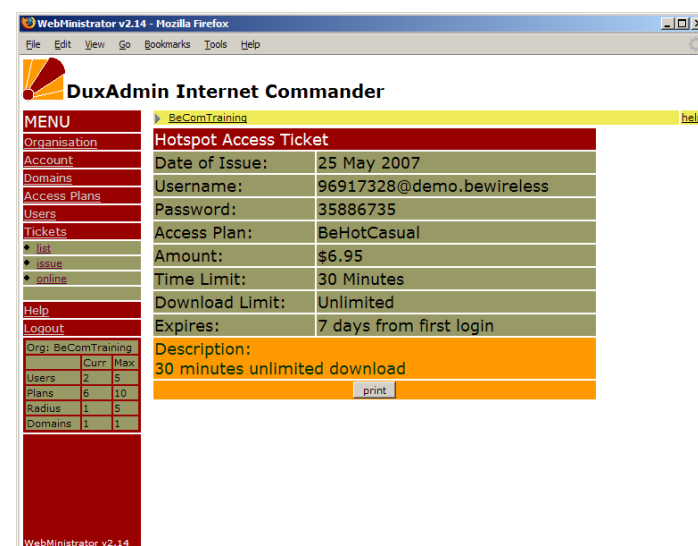 WebMinistrator v2.14 - Mozilla Firefox
File Edit View Go Bookmarks Tools Help
DuxAdmin Internet Commander
MENU
Organisation
Account
Domains
Access Plans
Users
Tickets
list
issue
online
Help
Logout
Org: BeComTraining
Curr Max
Users 2 5
Plans 6 10
Radius 1 5
Domains 1 1
WebMinistrator v2.14
BeComTraining help
Hotspot Access Ticket
Date of Issue: 25 May 2007
Username: 96917328@demo.bewireless
Password: 35886735
Access Plan: BeHotCasual
Amount: $6.95
Time Limit: 30 Minutes
Download Limit: Unlimited
Expires: 7 days from first login
Description:
30 minutes unlimited download
print